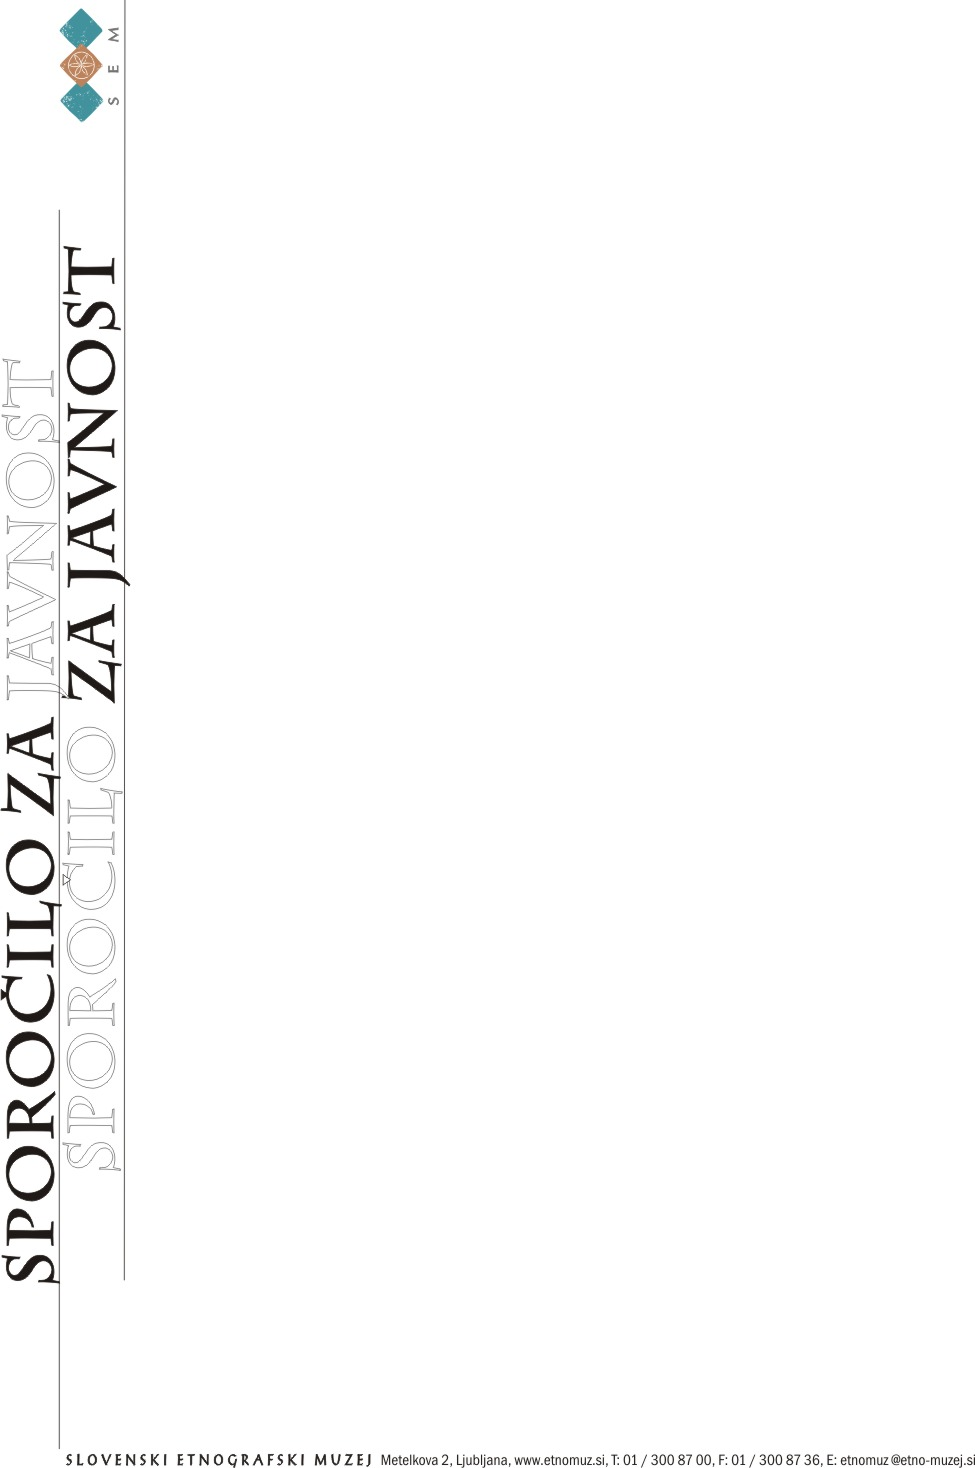 SEM
SPOROČILO ZA JAVNOST
SPOROČILO ZA JAVNOST
SLOVENSKI ETNOGRAFSKI MUZEJ Metelkova 2, Ljubljana, www.etnomuz.si, T: 01 / 300 87 00, F: 01 / 300 87 36, E: etnomuz@etno-muzej.si